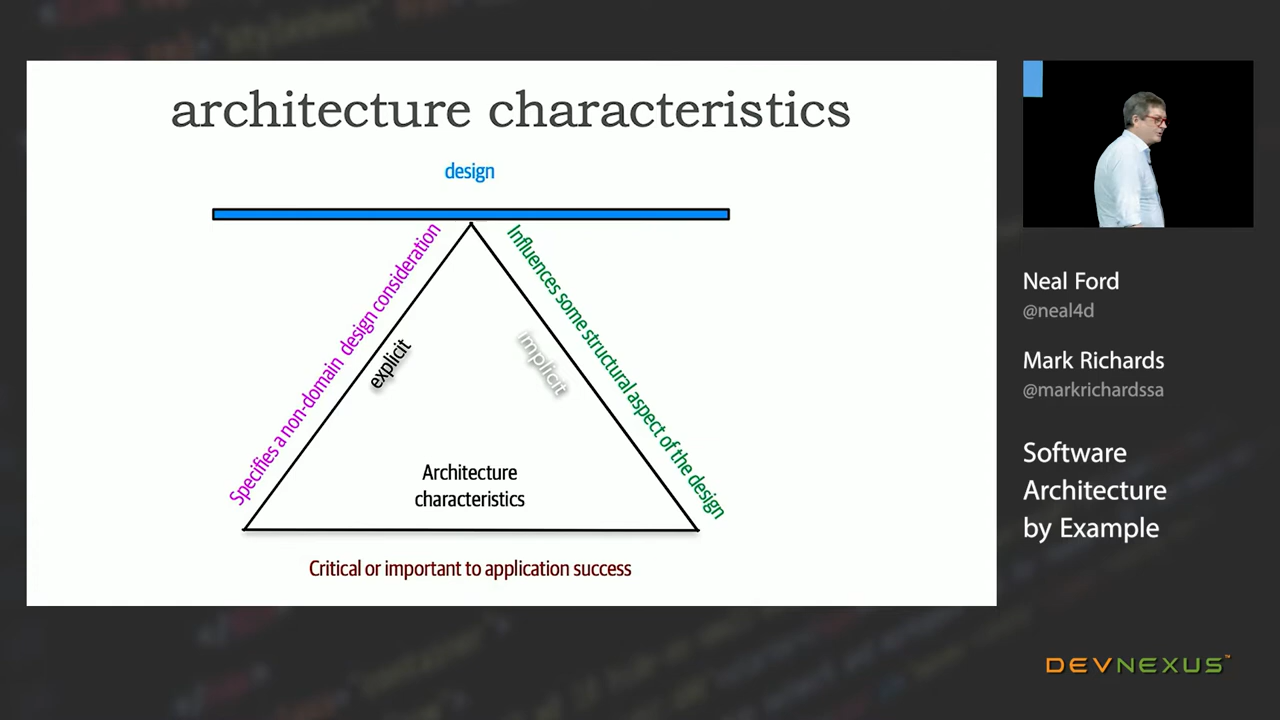 architecture characteristics
design
Specifies a non-domain design consideration
explicit
implicit
Influences some structural aspect of the design
Architecture
characteristics
Critical or important to application success
Neal Ford
@neal4d
Mark Richards
@markrichardssa
Software
Architecture
by Example
DEVNEXUS™